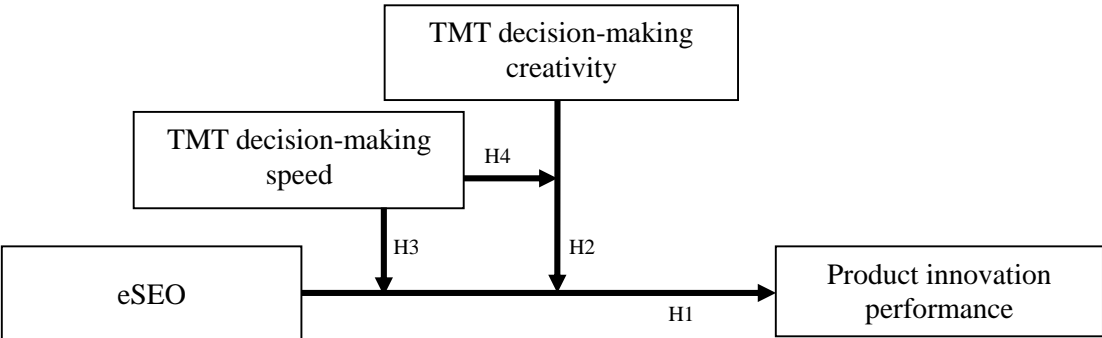 TMT decision-making
creativity
TMT decision-making
speed
H4
H3
H2
eSEO
Product innovation
performance
H1